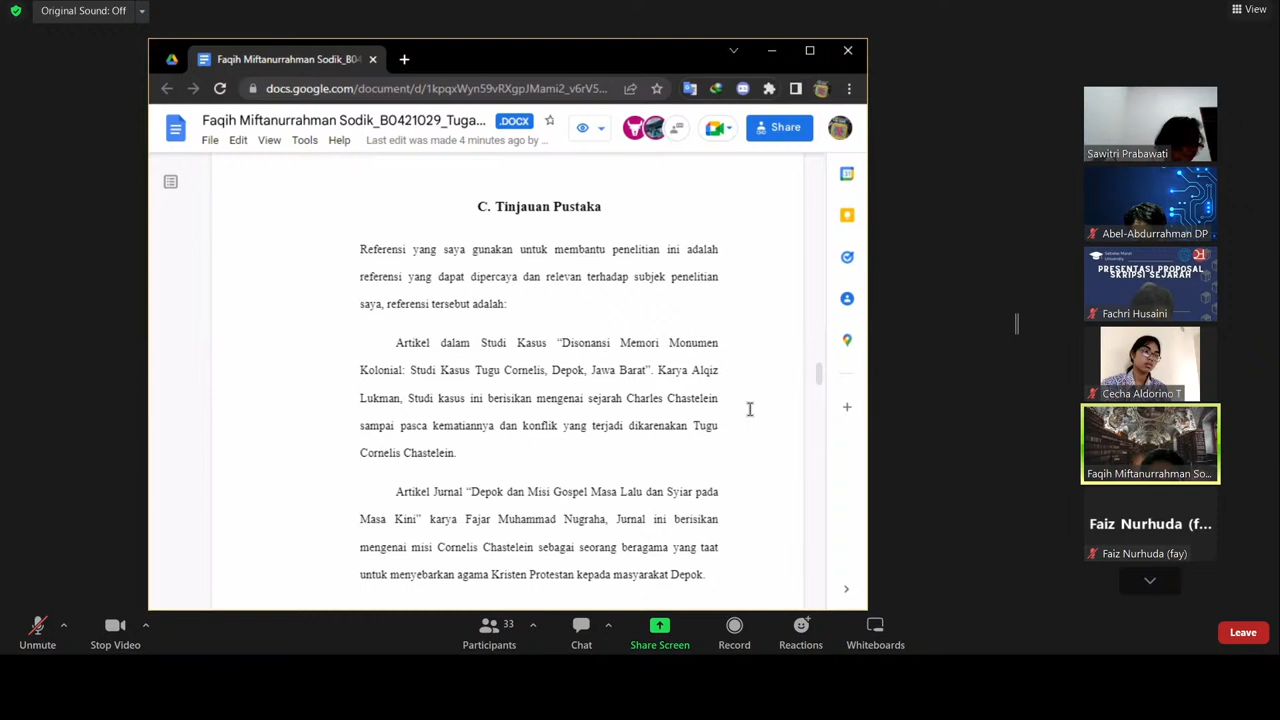 Original Sound: Off
View
Faqih Miftanurrahman Sodik_B04
docs.google.com/document/d/1kpqxWyn59vRXgpJMami2_v6rV5...
Faqih Miftanurrahman Sodik_B0421029_Tuga...
.DOCX
Share
File Edit View Tools Help Last edit was made 4 minutes ago by ...
C. Tinjauan Pustaka
Referensi yang saya gunakan untuk membantu penelitian ini adalah
referensi yang dapat dipercaya dan relevan terhadap subjek penelitian
saya, referensi tersebut adalah:
Artikel dalam Studi Kasus “Disonansi Memori Monumen
Kolonial: Studi Kasus Tugu Cornelis, Depok, Jawa Barat”. Karya Alqiz
Lukman, Studi kasus ini berisikan mengenai sejarah Charles Chastelein
sampai pasca kematiannya dan konflik yang terjadi dikarenakan Tugu
Cornelis Chastelein.
Artikel Jurnal “Depok dan Misi Gospel Masa Lalu dan Syiar pada
Masa Kini” karya Fajar Muhammad Nugraha, Jurnal ini berisikan
mengenai misi Cornelis Chastelein sebagai seorang beragama yang taat
untuk menyebarkan agama Kristen Protestan kepada masyarakat Depok.
Sawitri Prabawati
Abel-Abdurrahman DP
PRESENTASI PROPOSAL
SKRIPSI SEJARAH
Fachri Husaini
Cecha Aldorino T
Faqih Miftanurrahman So...
Faiz Nurhuda (f...
Faiz Nurhuda (fay)
Unmute
Stop Video
33
Participants
Chat
Share Screen
Record
Reactions
Whiteboards
Leave